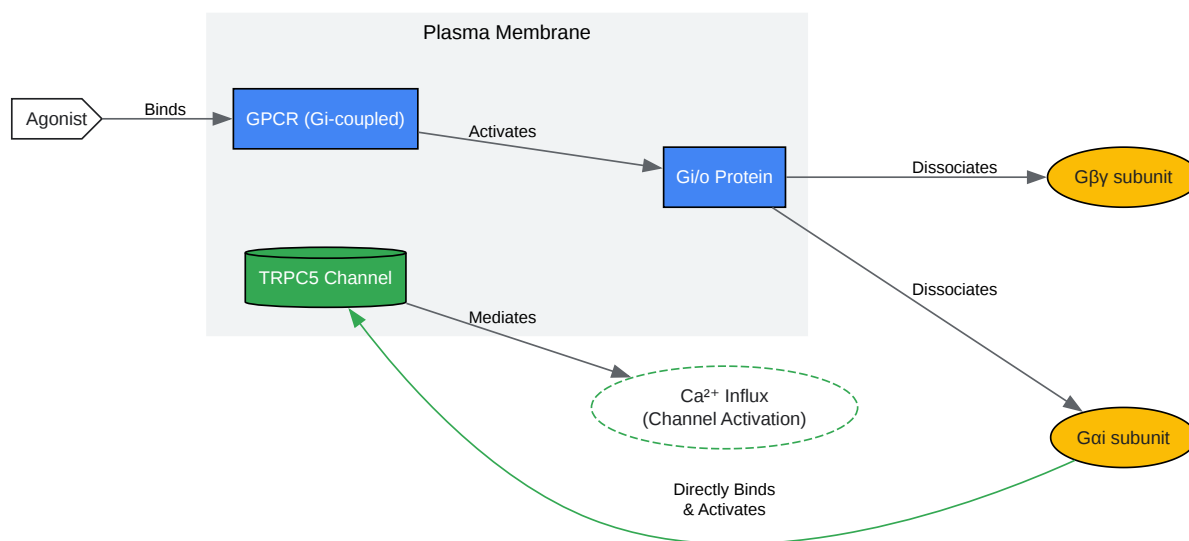 Plasma Membrane
Agonist
Binds
GPCR (Gi-coupled)
Activates
Gi/o Protein
Dissociates
Gβγ subunit
TRPC5 Channel
Mediates
Dissociates
Ca²⁺ Influx
(Channel Activation)
Gαi subunit
Directly Binds
& Activates